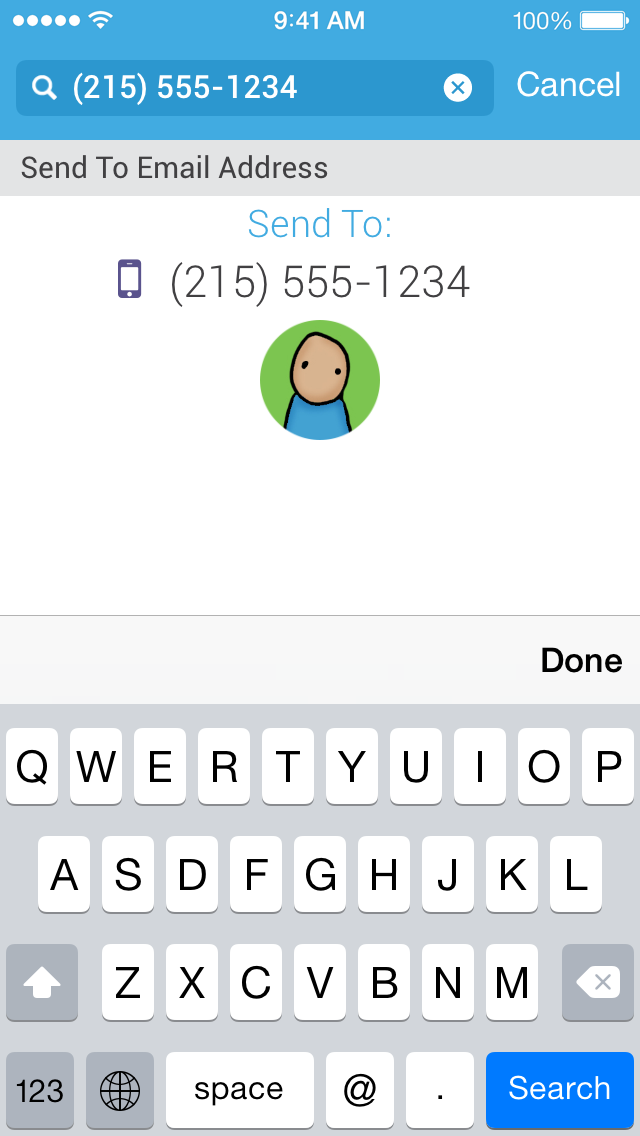 9:41 AM 100%
(215) 555-1234 Cancel
Send To Email Address
Send To:
(215) 555-1234
Done
Q W E R T Y U I O P
A S D F G H J K L
Z X C V B N M
123 space @ . Search